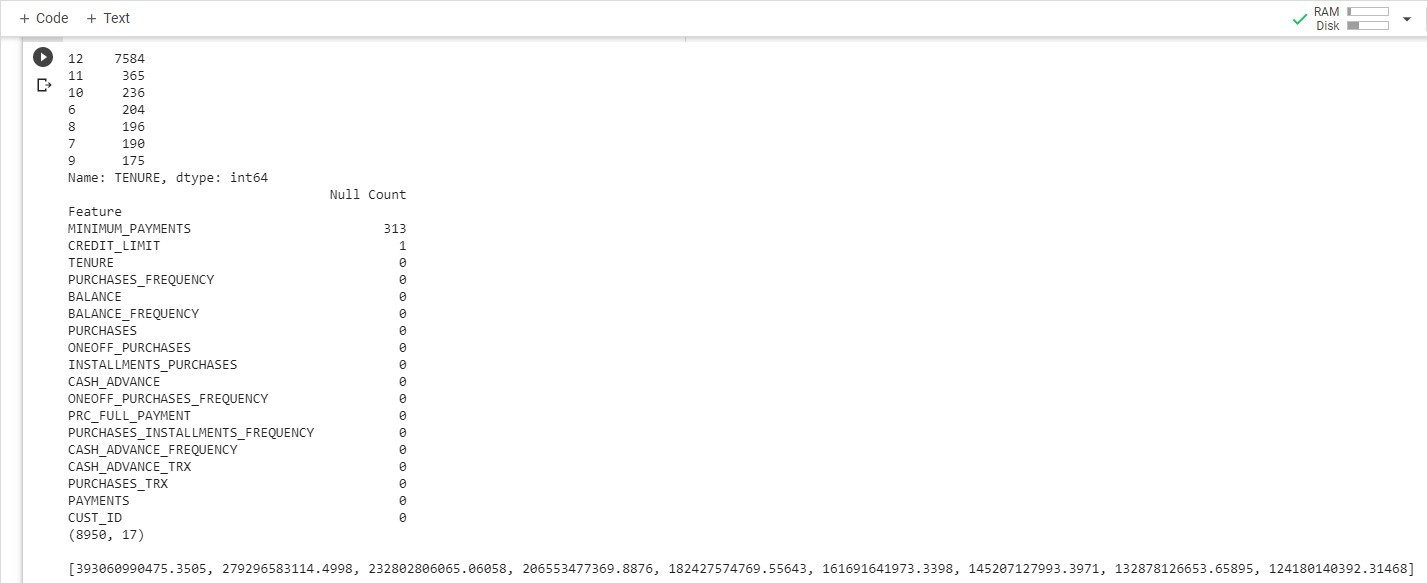 + Code + Text
RAM
Disk
12 7584
11 365
10 236
6 204
8 196
7 190
9 175
Name: TENURE, dtype: int64
Null Count
Feature
MINIMUM_PAYMENTS 313
CREDIT_LIMIT 1
TENURE 0
PURCHASES_FREQUENCY 0
BALANCE 0
BALANCE_FREQUENCY 0
PURCHASES 0
ONEOFF_PURCHASES 0
INSTALLMENTS_PURCHASES 0
CASH_ADVANCE 0
ONEOFF_PURCHASES_FREQUENCY 0
PRC_FULL_PAYMENT 0
PURCHASES_INSTALLMENTS_FREQUENCY 0
CASH_ADVANCE_FREQUENCY 0
CASH_ADVANCE_TRX 0
PURCHASES_TRX 0
PAYMENTS 0
CUST_ID 0
(8950, 17)
[393060990475.3505, 279296583114.4998, 232802806065.06058, 206553477369.8876, 182427574769.55643, 161691641973.3398, 145207127993.3971, 132878126653.65895, 124180140392.31468]